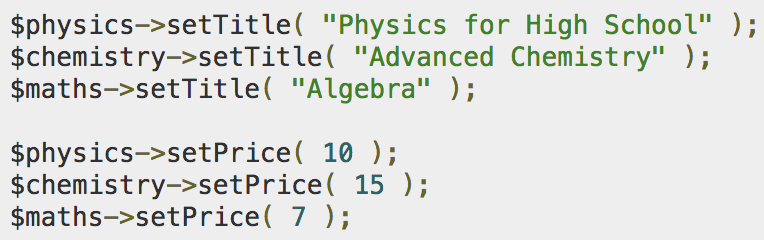 $physics->setTitle( "Physics for High School" );
$chemistry->setTitle( "Advanced Chemistry" );
$maths->setTitle( "Algebra" );
$physics->setPrice( 10 );
$chemistry->setPrice( 15 );
$maths->setPrice( 7 );